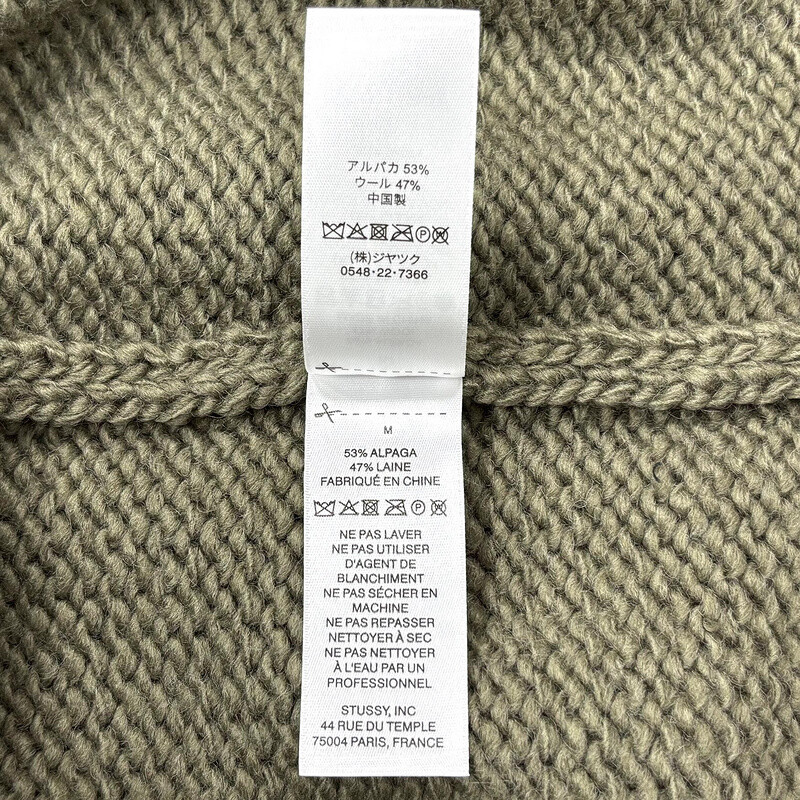 アルパカ 53%
ウール 47%
中国製
(株)ジヤツク
0548・22・7366
M
53% ALPAGA
47% LAINE
FABRIQUÉ EN CHINE
NE PAS LAVER
NE PAS UTILISER
D'AGENT DE
BLANCHIMENT
NE PAS SÉCHER EN
MACHINE
NE PAS REPASSER
NETTOYER À SEC
NE PAS NETTOYER
À L'EAU PAR UN
PROFESSIONNEL
STUSSY, INC
44 RUE DU TEMPLE
75004 PARIS, FRANCE